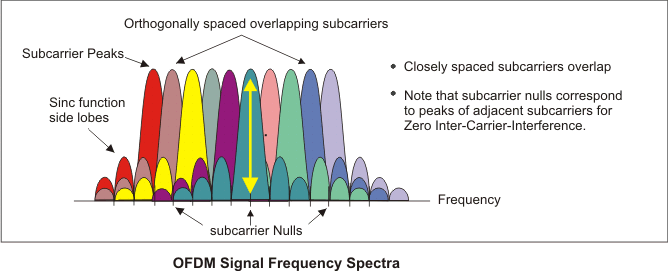 Orthogonally spaced overlapping subcarriers
Subcarrier Peaks
Sinc function
side lobes
• Closely spaced subcarriers overlap
• Note that subcarrier nulls correspond
to peaks of adjacent subcarriers for
Zero Inter-Carrier-Interference.
Frequency
subcarrier Nulls
OFDM Signal Frequency Spectra